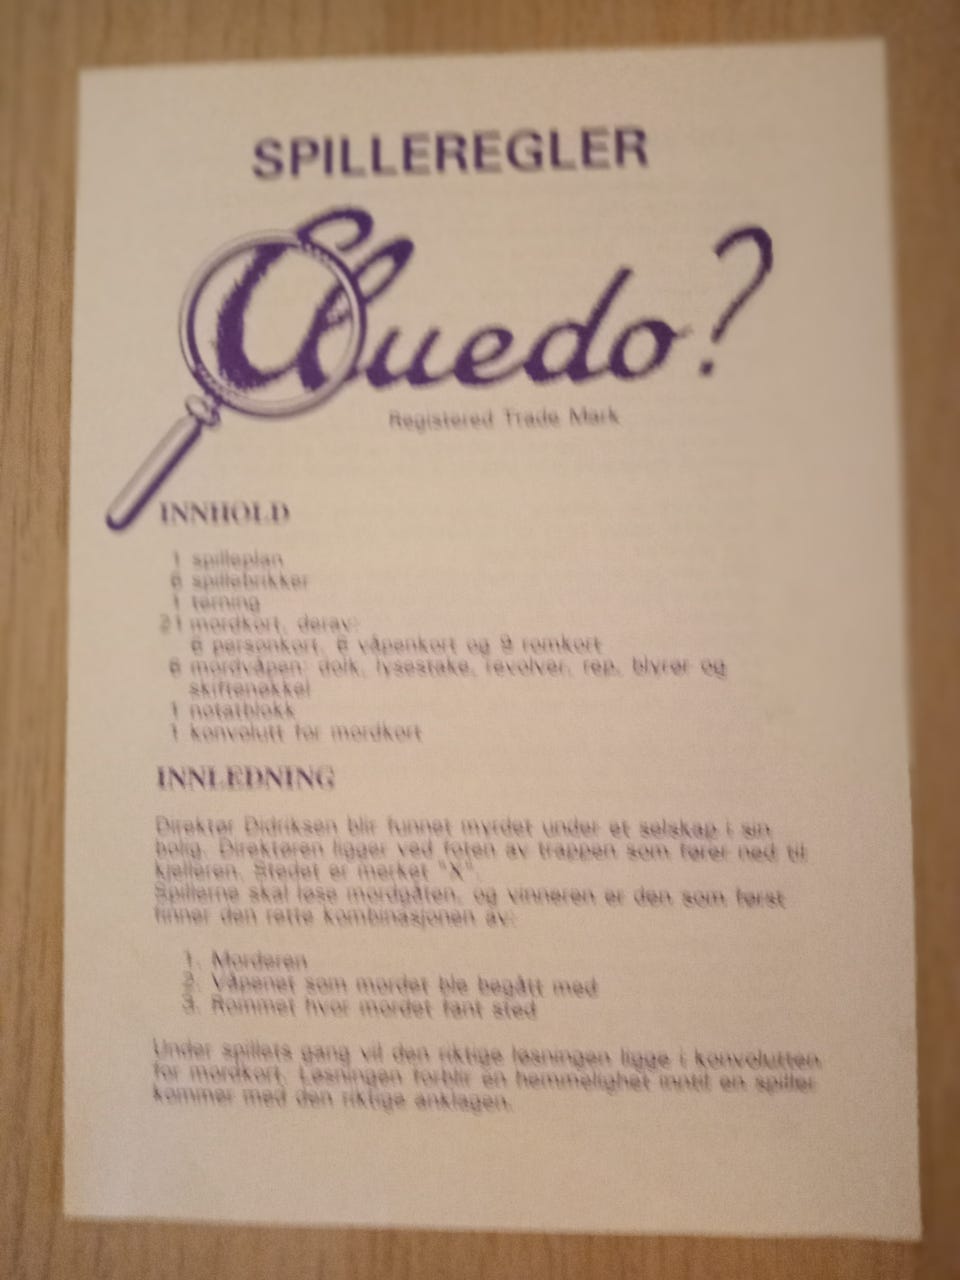 SPILLEREGLER
Cluedo?
Registered Trade Mark
INNHOLD
1 spilleplan
6 spillebrikker
1 terning
21 mordkort, derav:
6 personkort, 6 våpenkort og 9 romkort
6 mordvåpen: dolk, lysestake, revolver, rep, blyrør og
skiftenøkkel
1 notatblokk
1 konvolutt for mordkort
INNLEDNING
Direktør Didriksen blir funnet myrdet under et selskap i sin
bolig. Direktøren ligger ved foten av trappen som fører ned til
kjelleren. Stedet er merket "X".
Spillerne skal løse mordgåten, og vinneren er den som først
finner den rette kombinasjonen av:
1. Morderen
2. Våpenet som mordet ble begått med
3. Rommet hvor mordet fant sted
Under spillets gang vil den riktige løsningen ligge i konvolutten
for mordkort. Løsningen forblir en hemmelighet inntil en spiller
kommer med den riktige anklagen.